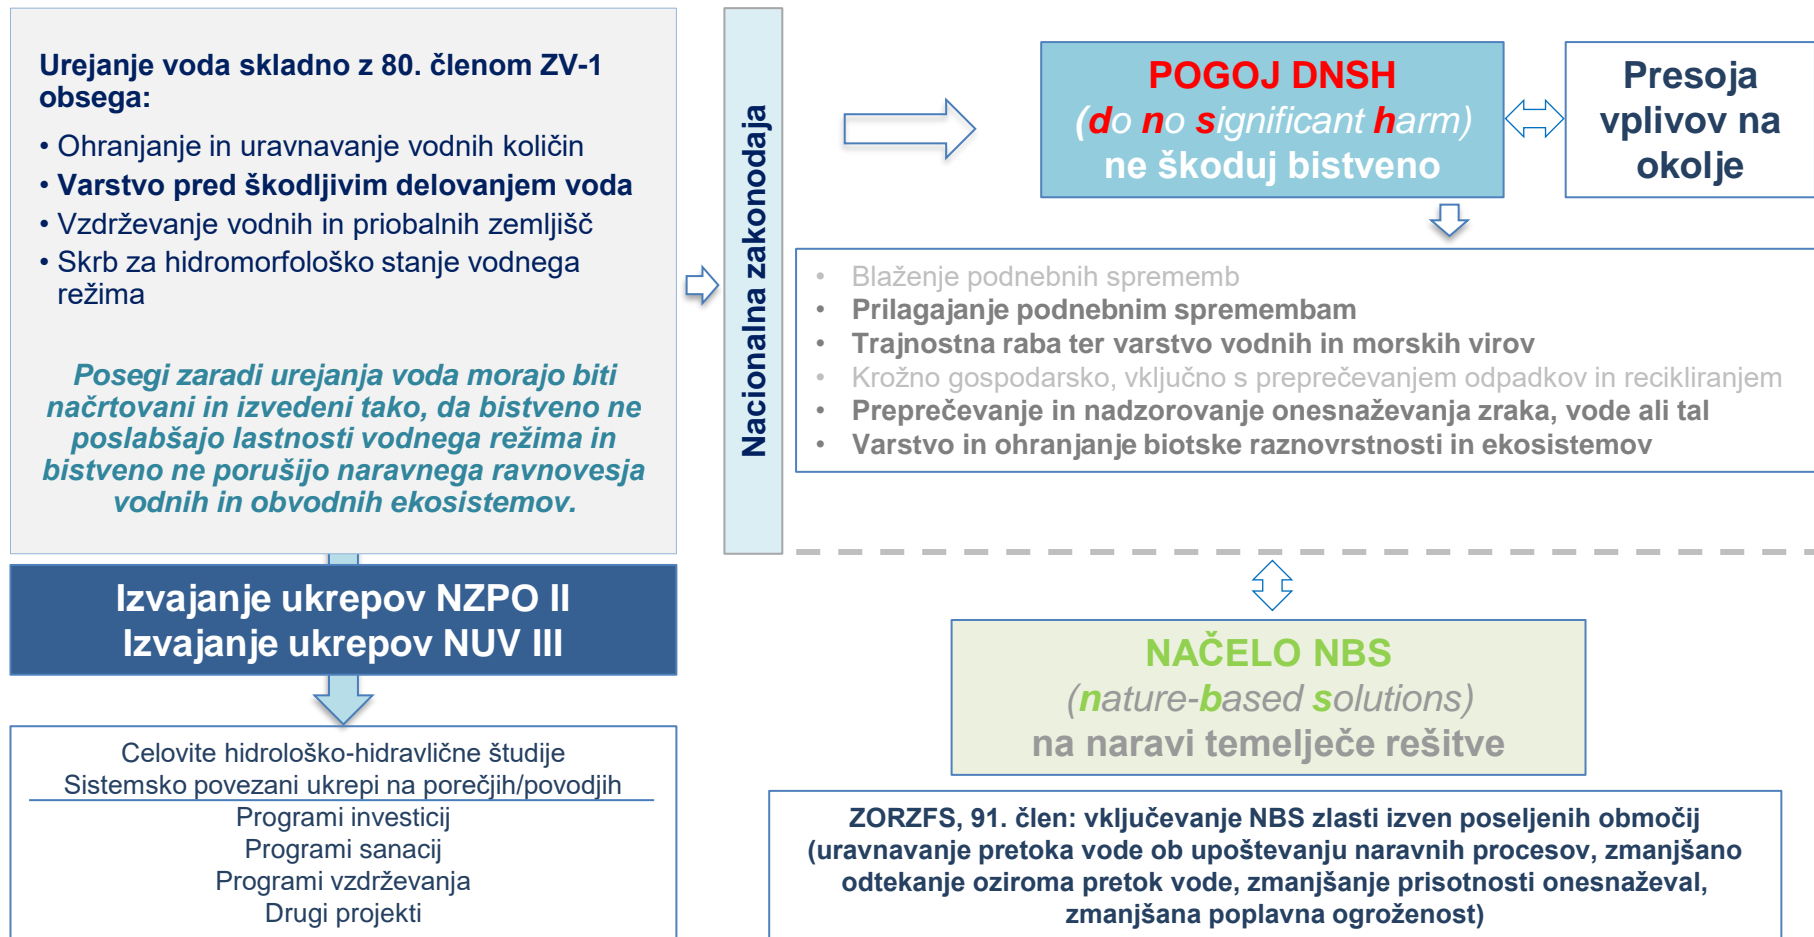 Urejanje voda skladno z 80. členom ZV-1
obsega:
• Ohranjanje in uravnavanje vodnih količin
• Varstvo pred škodljivim delovanjem voda
• Vzdrževanje vodnih in priobalnih zemljišč
• Skrb za hidromorfološko stanje vodnega
režima
Posegi zaradi urejanja voda morajo biti
načrtovani in izvedeni tako, da bistveno ne
poslabšajo lastnosti vodnega režima in
bistveno ne porušijo naravnega ravnovesja
vodnih in obvodnih ekosistemov.
Izvajanje ukrepov NZPO II
Izvajanje ukrepov NUV III
Celovite hidrološko-hidravlične študije
Sistemsko povezani ukrepi na porečjih/povodjih
Programi investicij
Programi sanacij
Programi vzdrževanja
Drugi projekti
Nacionalna zakonodaja
POGOJ DNSH
(do no significant harm)
ne škoduj bistveno
Presoja
vplivov na
okolje
• Blaženje podnebnih sprememb
• Prilagajanje podnebnim spremembam
• Trajnostna raba ter varstvo vodnih in morskih virov
• Krožno gospodarsko, vključno s preprečevanjem odpadkov in recikliranjem
• Preprečevanje in nadzorovanje onesnaževanja zraka, vode ali tal
• Varstvo in ohranjanje biotske raznovrstnosti in ekosistemov
NAČELO NBS
(nature-based solutions)
na naravi temelječe rešitve
ZORZFS, 91. člen: vključevanje NBS zlasti izven poseljenih območij
(uravnavanje pretoka vode ob upoštevanju naravnih procesov, zmanjšano
odtekanje oziroma pretok vode, zmanjšanje prisotnosti onesnaževal,
zmanjšana poplavna ogroženost)